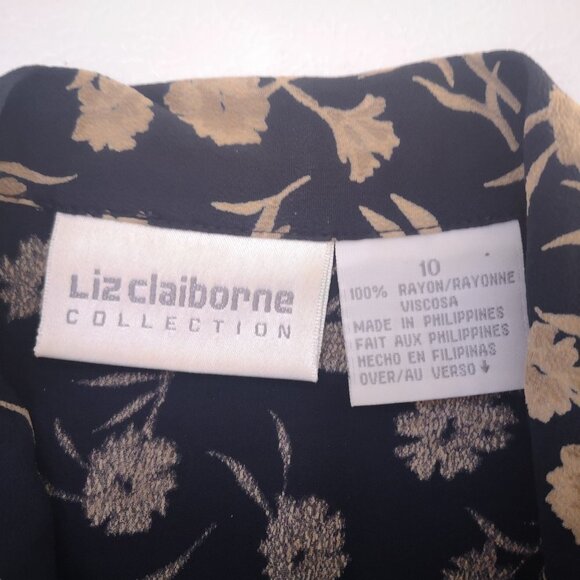 Liz claiborne
COLLECTION
10
100% RAYON/RAYONNE
VISCOSA
MADE IN PHILIPPINES
FAIT AUX PHILIPPINES
HECHO EN FILIPINAS
OVER/AU VERSO